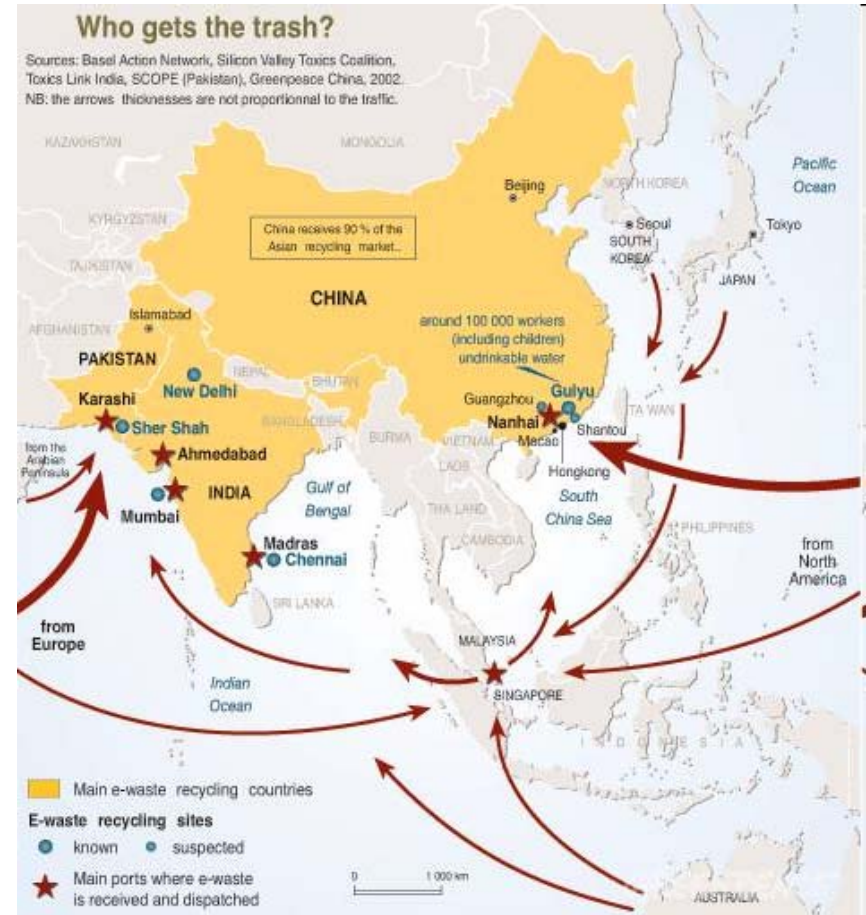 Who gets the trash?
Sources: Basel Action Network, Silicon Valley Toxics Coalition,
Toxics Link India, SCOPE (Pakistan), Greenpeace China, 2002.
NB: the arrows thicknesses are not proportionnal to the traffic.
KAZAKHSTAN
MONGOLIA
Pacific
Ocean
Beijing
NORTH KOREA
KYRGYZSTAN
China receives 90 % of the
Asian recycling market..
Seoul
SOUTH
KOREA
Tokyo
TAJIKISTAN
JAPAN
CHINA
Islamabad
AFGHANISTAN
around 100 000 workers
(including children)
undrinkable water
PAKISTAN
NEPAL
New Delhi
BHUTAN
Karashi
Guangzhou
Guiyu
Sher Shah
BANGLADESH
Nanhai
TA WAN
Shantou
Macao
from the
Arabian
Peninsula
Ahmedabad
BURMA
VIETNAM
LAOS
Hongkong
INDIA
Gulf of
Bengal
South
China Sea
Mumbai
THA LAND
PHILIPPINES
CAMBODIA
Madras
Chennai
from
North
America
SRI LANKA
from
Europe
MALAYSIA
Indian
Ocean
SINGAPORE
INDONESIA
Main e-waste recycling countries
E-waste recycling sites
known
suspected
Main ports where e-waste
is received and dispatched
0
1 000 km
AUSTRALIA